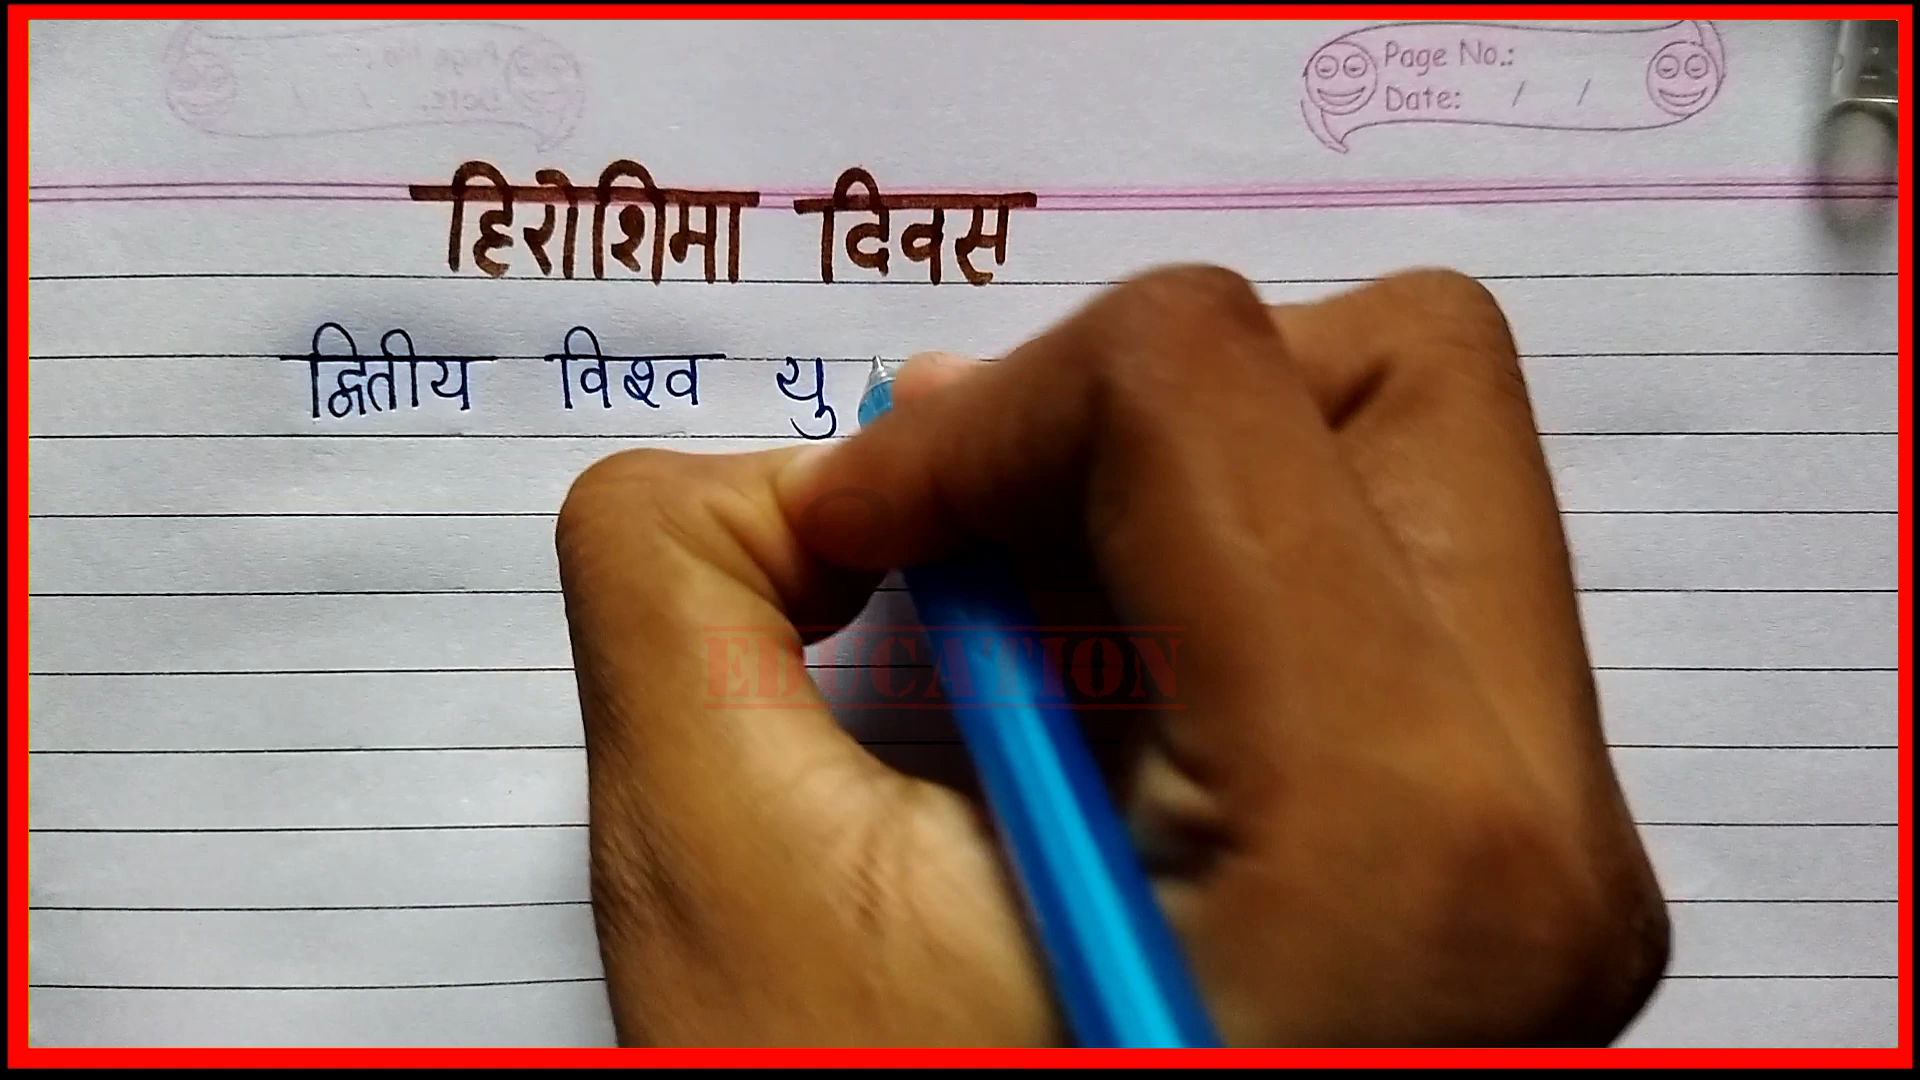 Page No.:
Date: / /
हिरोशिमा दिवस
द्वितीय विश्व यु
EDUCATION